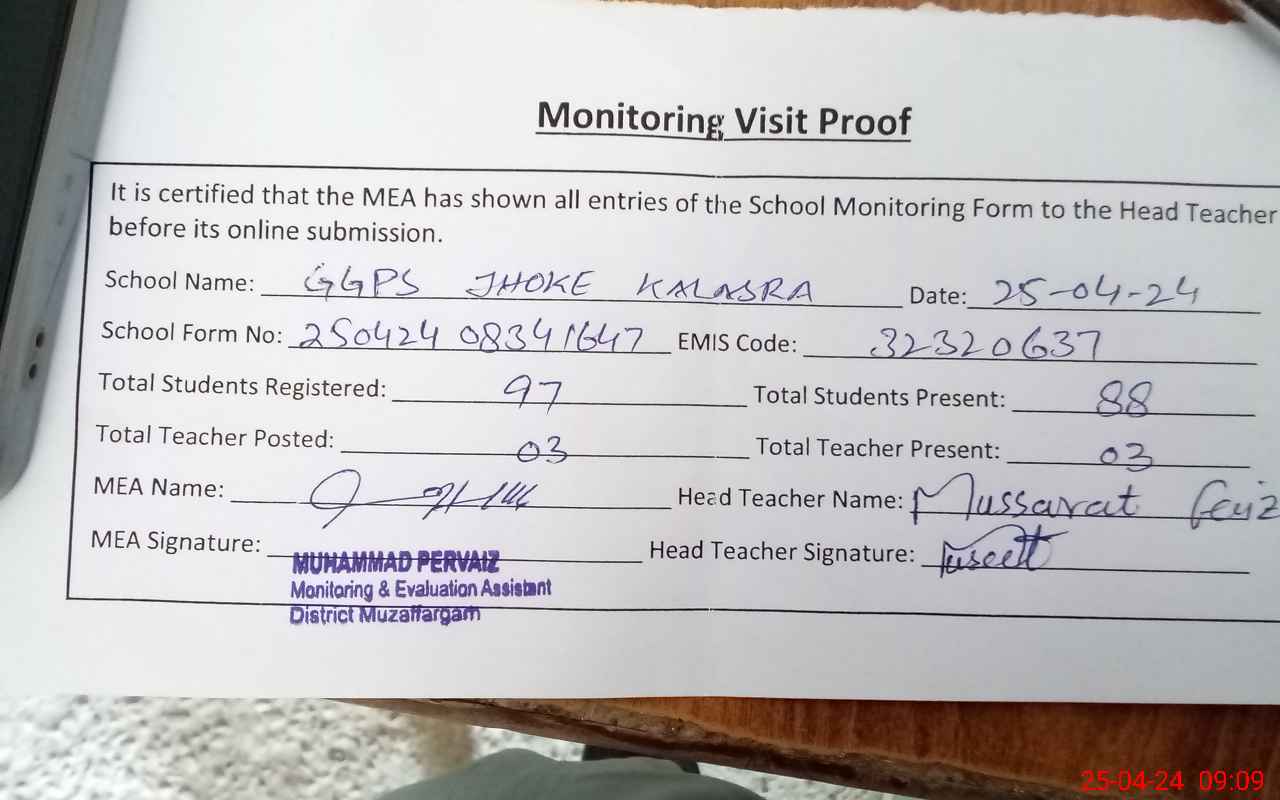 Monitoring Visit Proof
It is certified that the MEA has shown all entries of the School Monitoring Form to the Head Teacher
before its online submission.
School Name: GGPS JHOKE KALASRA Date: 25-04-24
School Form No: 250424 08341647 EMIS Code: 32320637
Total Students Registered: 97 Total Students Present: 88
Total Teacher Posted: 03 Total Teacher Present: 03
MEA Name: Head Teacher Name: Mussarat
MEA Signature: Head Teacher Signature:
MUHAMMAD PERVAIZ
Monitoring & Evaluation Assistant
District Muzaffargarh
25-04-24 09:09